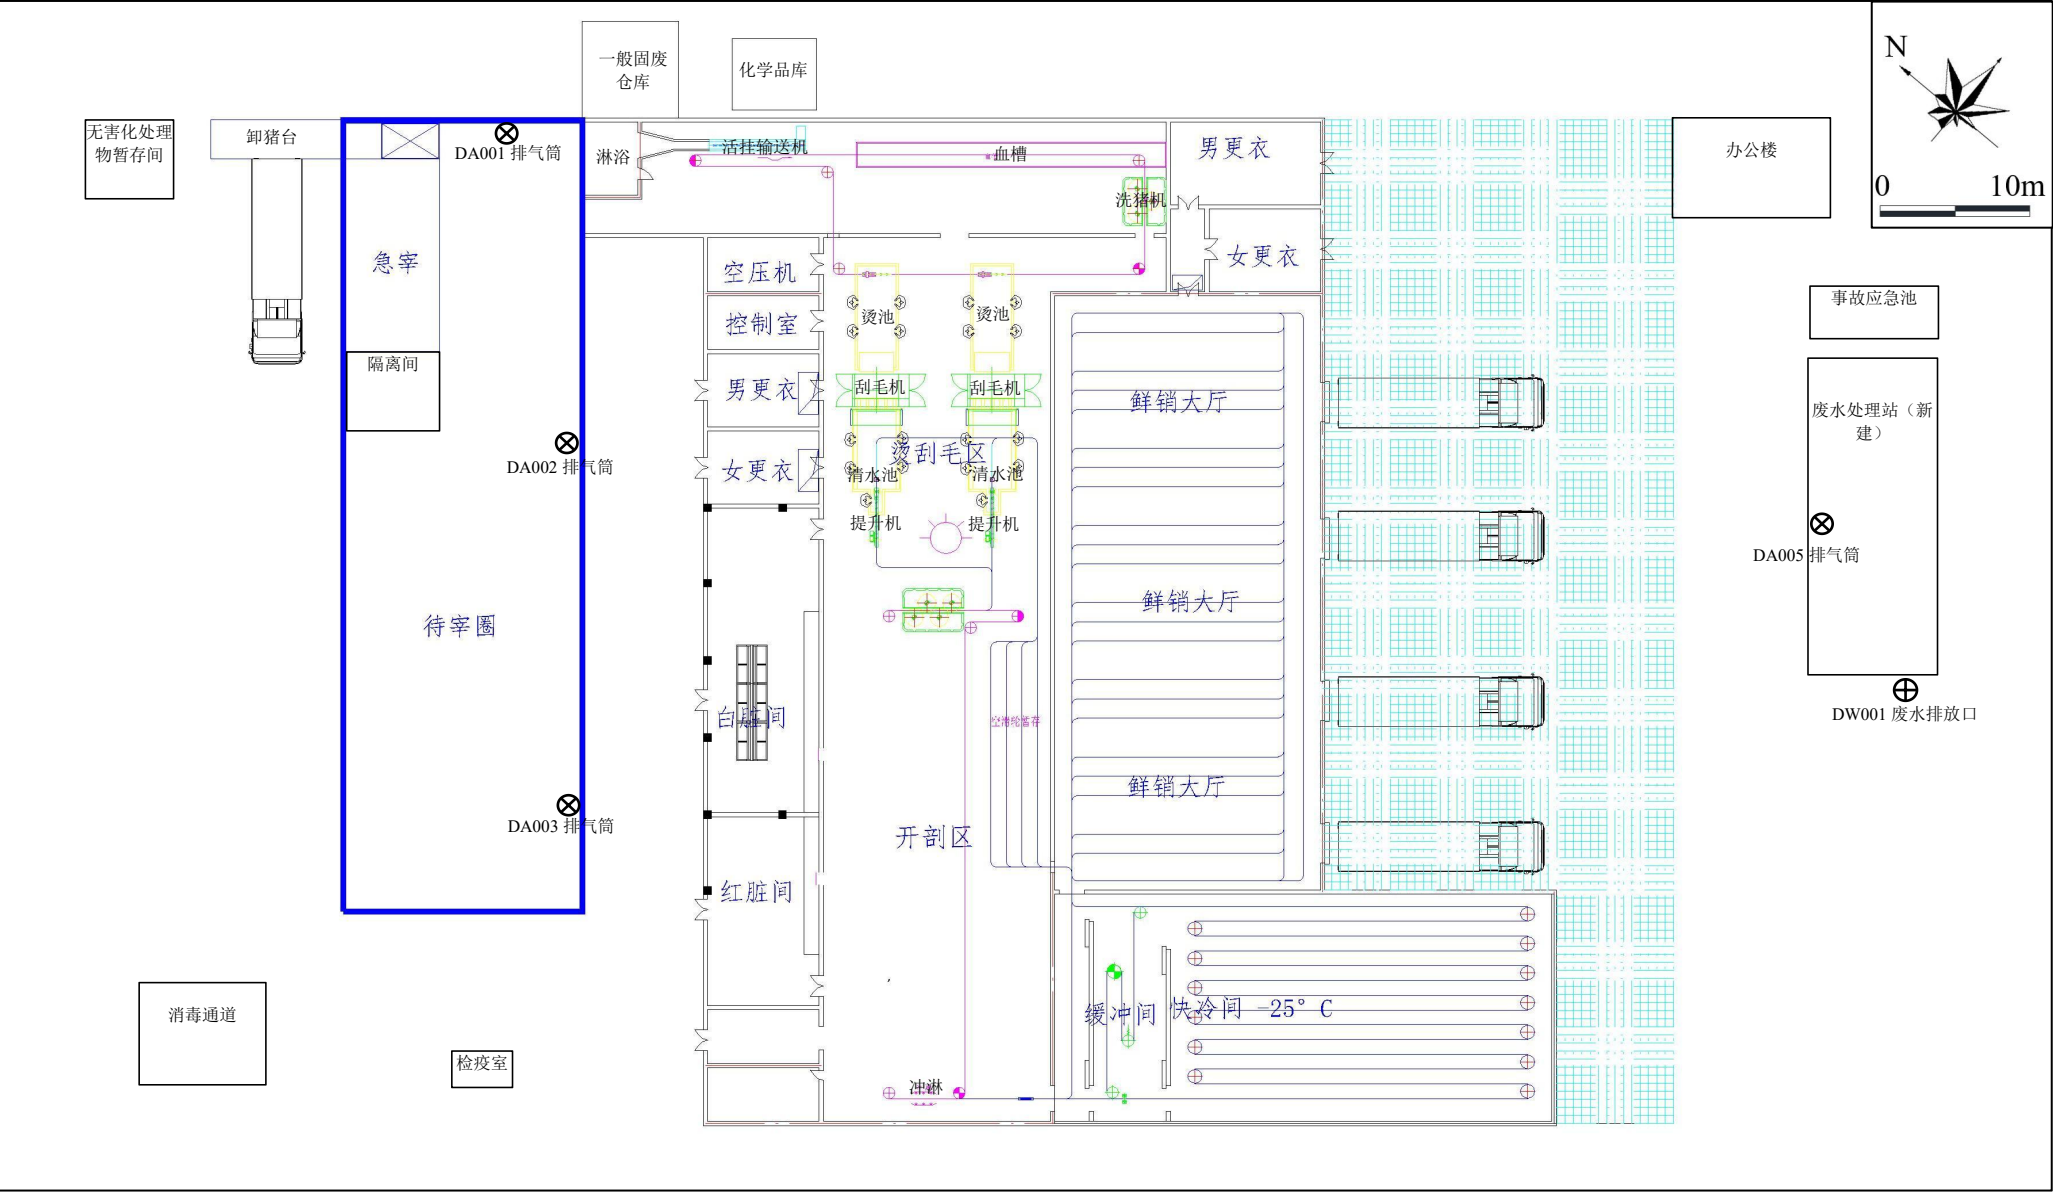 一般固废
仓库
化学品库
N
0
10m
无害化处理
物暂存间
卸猪台
DA001 排气筒
淋浴
活挂输送机
血槽
男更衣
办公楼
洗猪机
急宰
空压机
女更衣
控制室
烫池
烫池
事故应急池
隔离间
男更衣
刮毛机
刮毛机
鲜销大厅
废水处理站（新
建）
DA002 排气筒
女更衣
烫刮毛区
清水池
清水池
提升机
提升机
DA005 排气筒
待宰圈
鲜销大厅
白脏间
DW001 废水排放口
鲜销大厅
DA003 排气筒
开剖区
红脏间
消毒通道
缓冲间
快冷间 -25° C
检疫室
冲淋